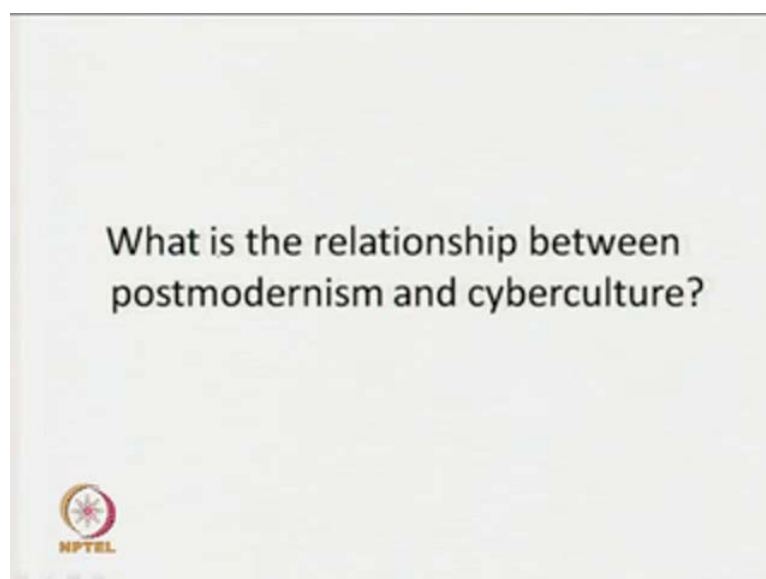 What is the relationship between
postmodernism and cyberculture?
NPTEL